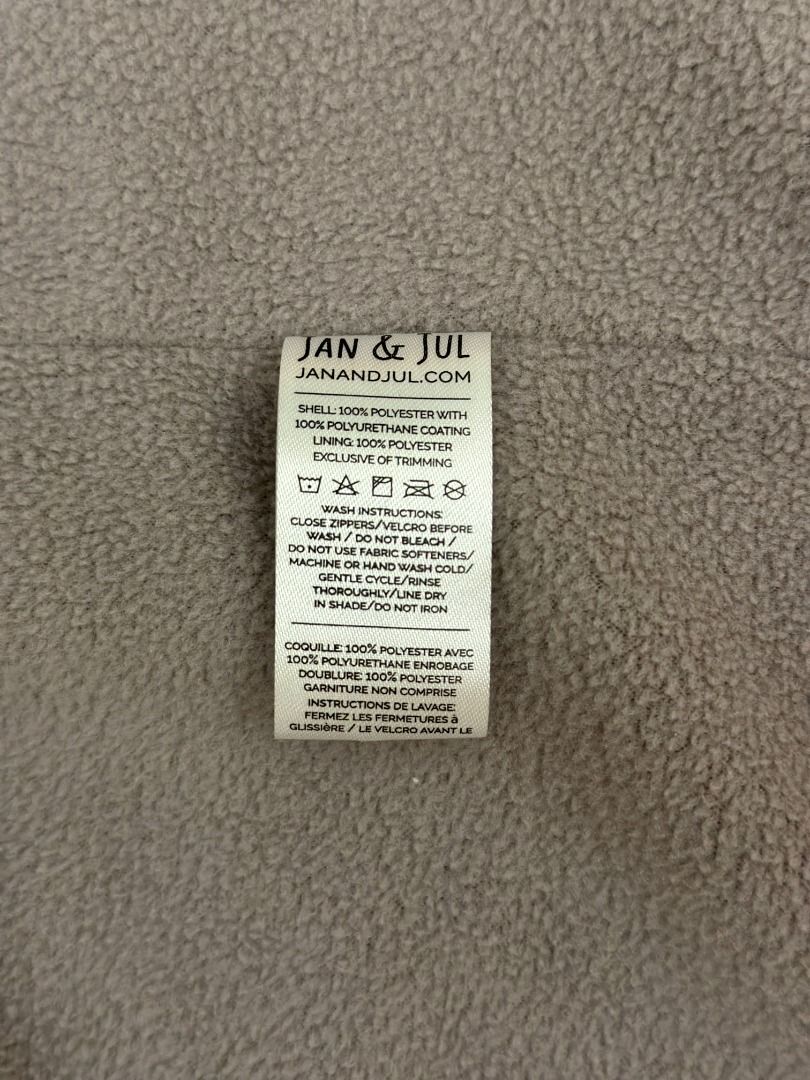 JAN & JUL
JANANDJUL.COM
SHELL: 100% POLYESTER WITH
100% POLYURETHANE COATING
LINING: 100% POLYESTER
EXCLUSIVE OF TRIMMING
WASH INSTRUCTIONS:
CLOSE ZIPPERS/VELCRO BEFORE
WASH / DO NOT BLEACH /
DO NOT USE FABRIC SOFTENERS/
MACHINE OR HAND WASH COLD/
GENTLE CYCLE/RINSE
THOROUGHLY/LINE DRY
IN SHADE/DO NOT IRON
COQUILLE: 100% POLYESTER AVEC
100% POLYURETHANE ENROBAGE
DOUBLURE: 100% POLYESTER
GARNITURE NON COMPRISE
INSTRUCTIONS DE LAVAGE:
FERMEZ LES FERMETURES à
GLISSIÈRE / LE VELCRO AVANT LE